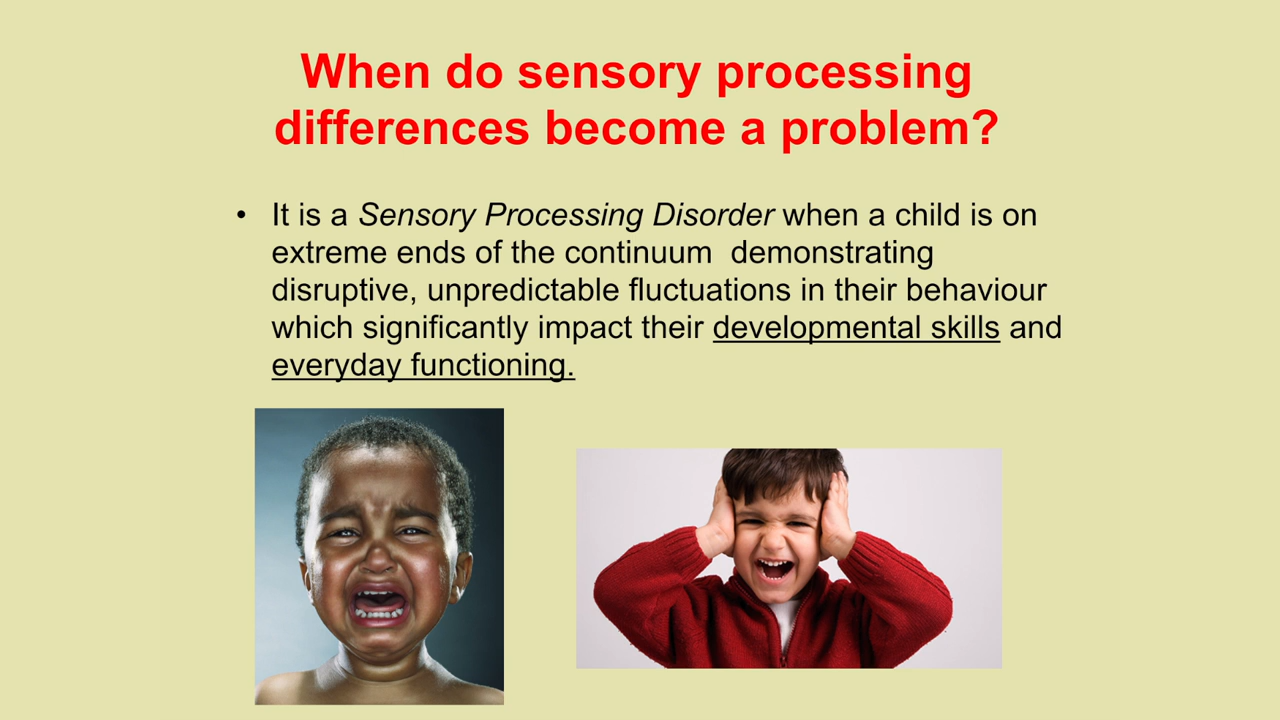 When do sensory processing
differences become a problem?
• It is a Sensory Processing Disorder when a child is on
extreme ends of the continuum  demonstrating
disruptive, unpredictable fluctuations in their behaviour
which significantly impact their developmental skills and
everyday functioning.